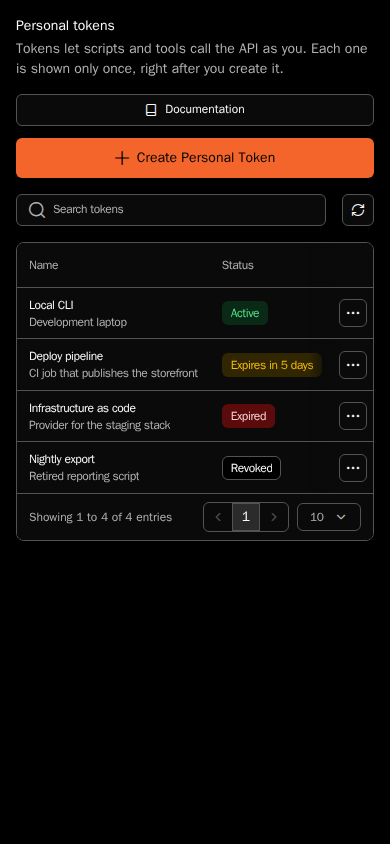 Personal tokens
Tokens let scripts and tools call the API as you. Each one
is shown only once, right after you create it.
Documentation
Create Personal Token
Search tokens
Name Status
Local CLI
Development laptop
Active
Deploy pipeline
CI job that publishes the storefront
Expires in 5 days
Infrastructure as code
Provider for the staging stack
Expired
Nightly export
Retired reporting script
Revoked
Showing 1 to 4 of 4 entries
1
10